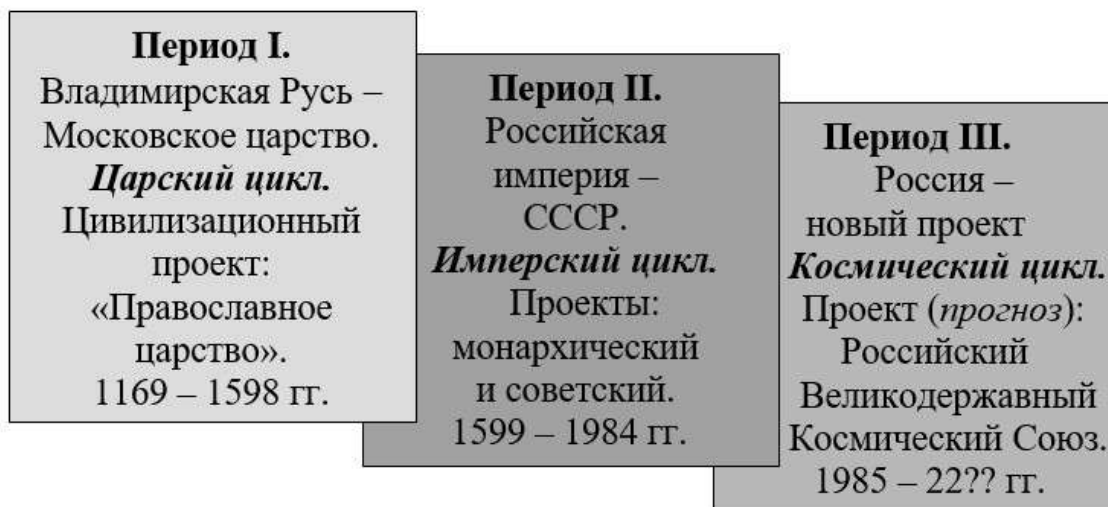 Период I.
Владимирская Русь –
Московское царство.
Царский цикл.
Цивилизационный
проект:
«Православное
царство».
1169 – 1598 гг.
Период II.
Российская
империя –
СССР.
Имперский цикл.
Проекты:
монархический
и советский.
1599 – 1984 гг.
Период III.
Россия –
новый проект
Космический цикл.
Проект (прогноз):
Российский
Великодержавный
Космический Союз.
1985 – 22?? гг.